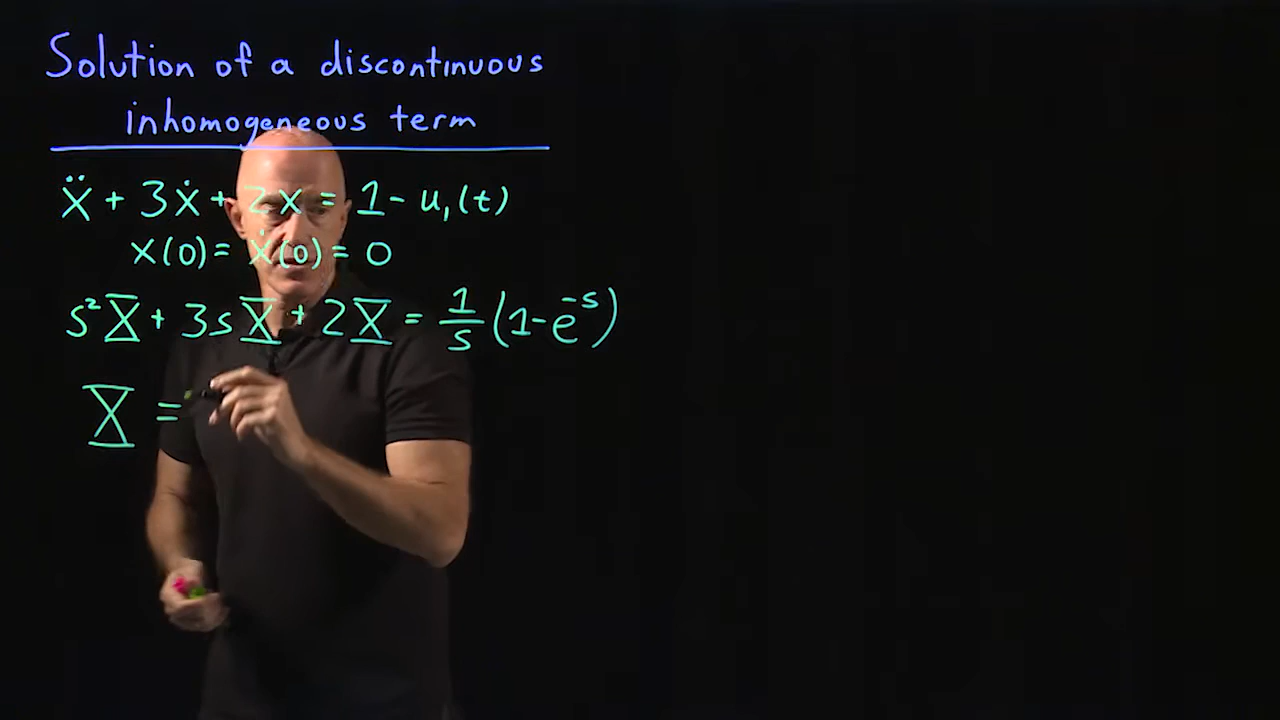 Solution of a discontinuous
inhomogeneous term
ẍ + 3ẋ + 2x = 1 - u₁(t)
x(0) = ẋ(0) = 0
s²X + 3sX + 2X = 1/s (1 - e⁻ˢ)
X =